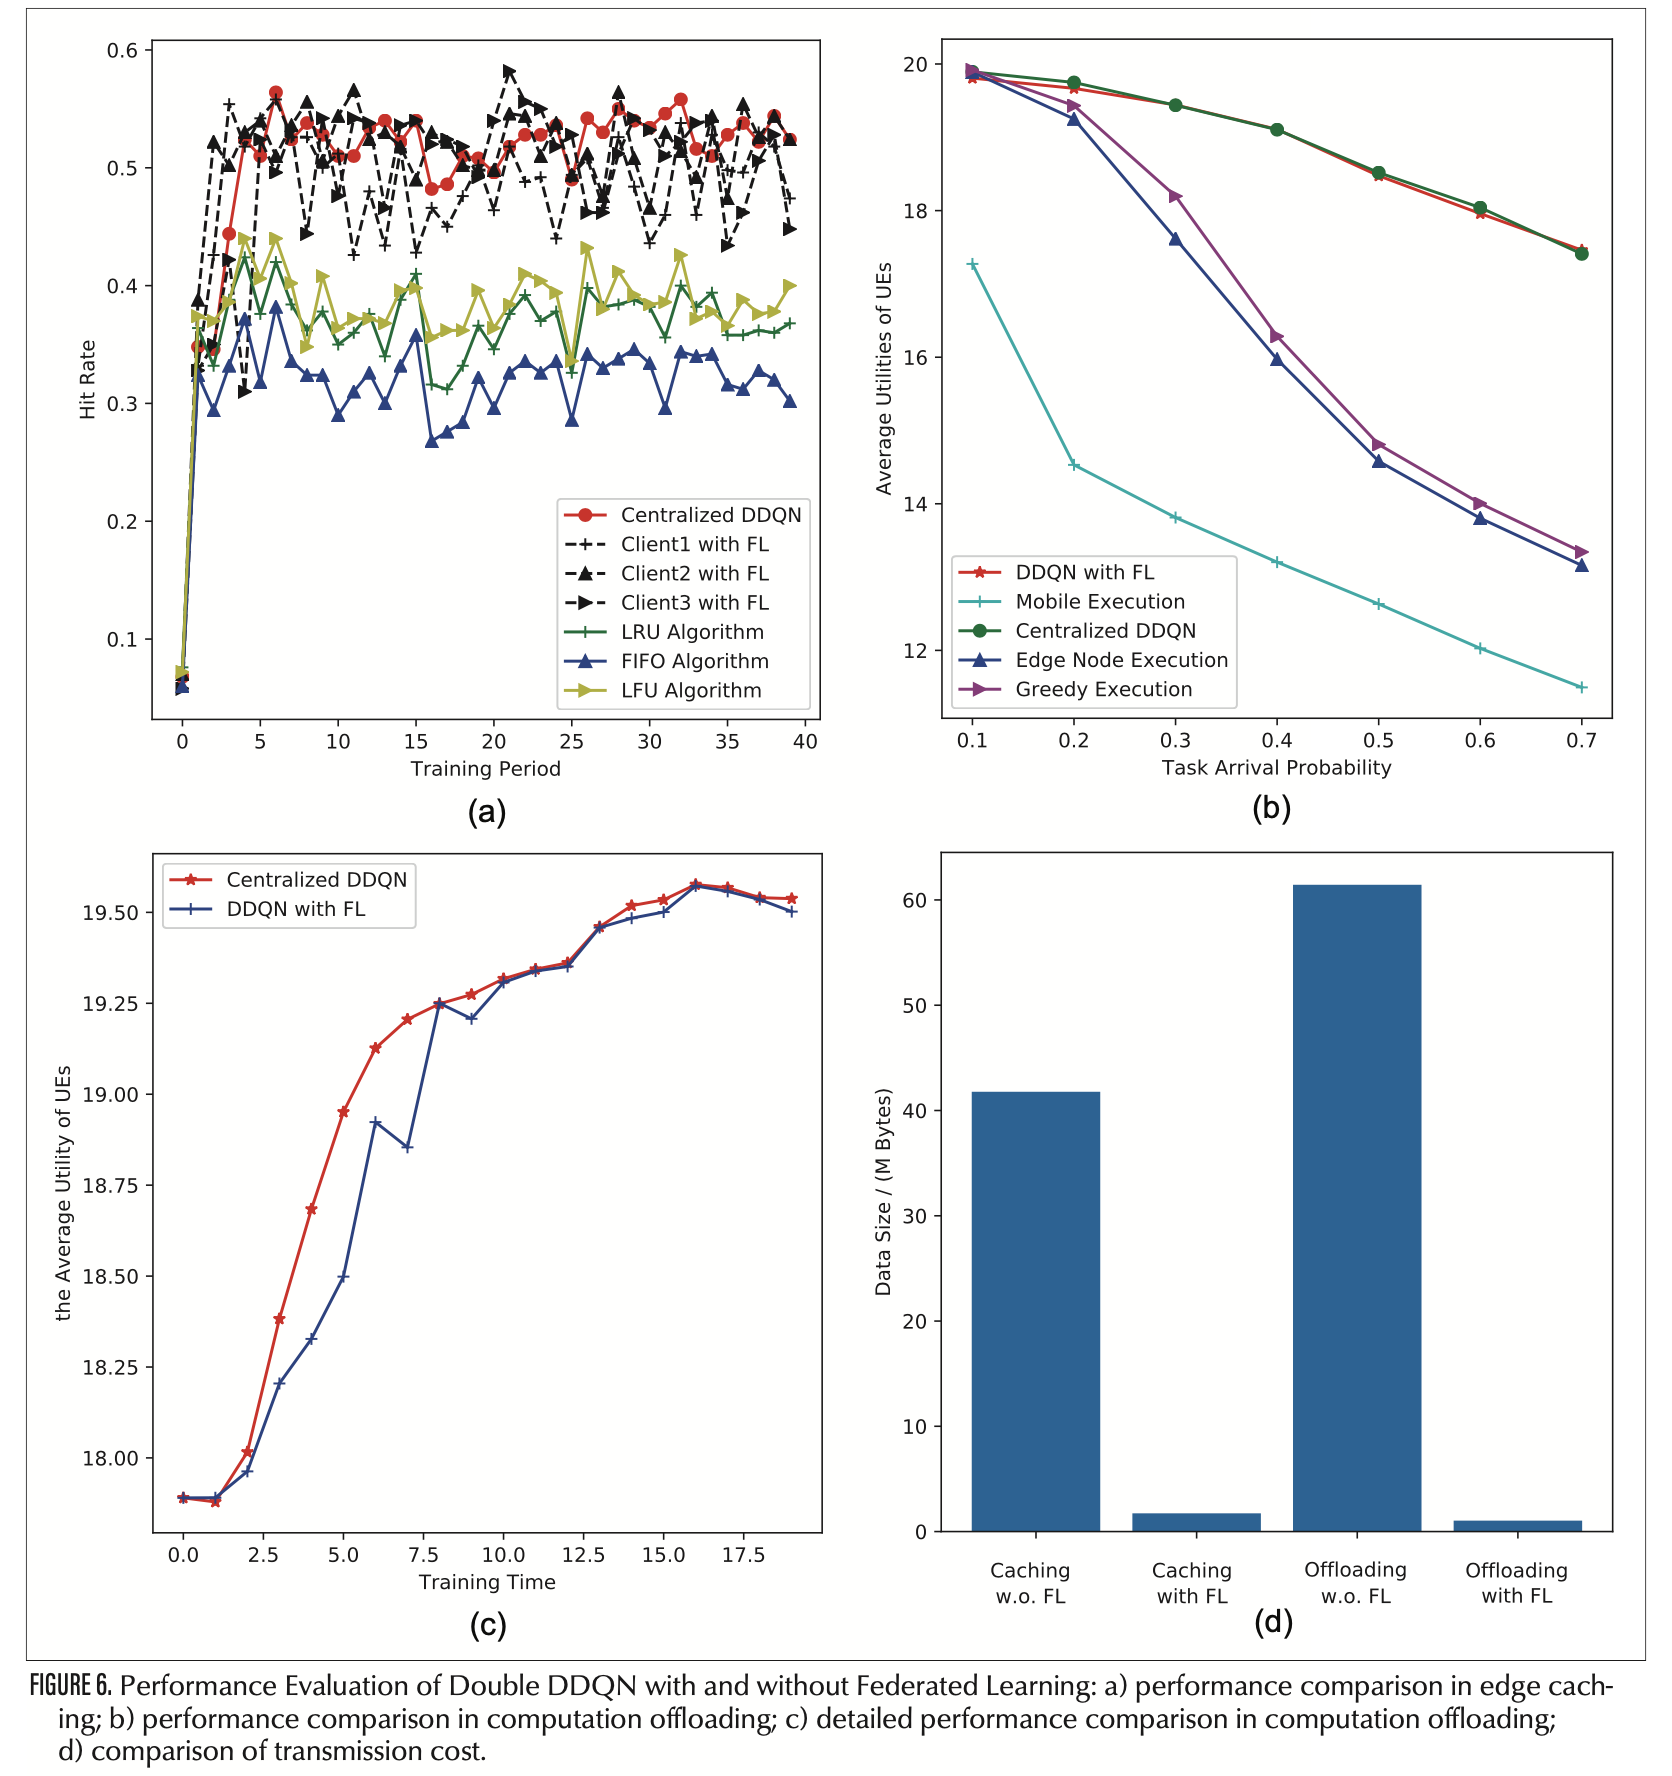 0.6
0.5
0.4
0.3
0.2
0.1
Hit Rate
Centralized DDQN
Client1 with FL
Client2 with FL
Client3 with FL
LRU Algorithm
FIFO Algorithm
LFU Algorithm
0 5 10 15 20 25 30 35 40
Training Period
(a)
20
18
16
14
12
Average Utilities of UEs
DDQN with FL
Mobile Execution
Centralized DDQN
Edge Node Execution
Greedy Execution
0.1 0.2 0.3 0.4 0.5 0.6 0.7
Task Arrival Probability
(b)
Centralized DDQN
DDQN with FL
19.50
19.25
19.00
18.75
18.50
18.25
18.00
the Average Utility of UEs
0.0 2.5 5.0 7.5 10.0 12.5 15.0 17.5
Training Time
(c)
60
50
40
30
20
10
0
Data Size / (M Bytes)
Caching
w.o. FL
Caching
with FL
Offloading
w.o. FL
Offloading
with FL
(d)
FIGURE 6. Performance Evaluation of Double DDQN with and without Federated Learning: a) performance comparison in edge cach-
ing; b) performance comparison in computation offloading; c) detailed performance comparison in computation offloading;
d) comparison of transmission cost.